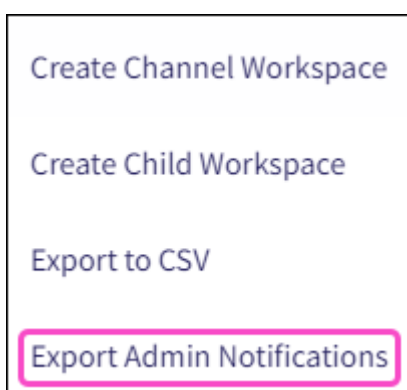 Create Channel Workspace
Create Child Workspace
Export to CSV
Export Admin Notifications